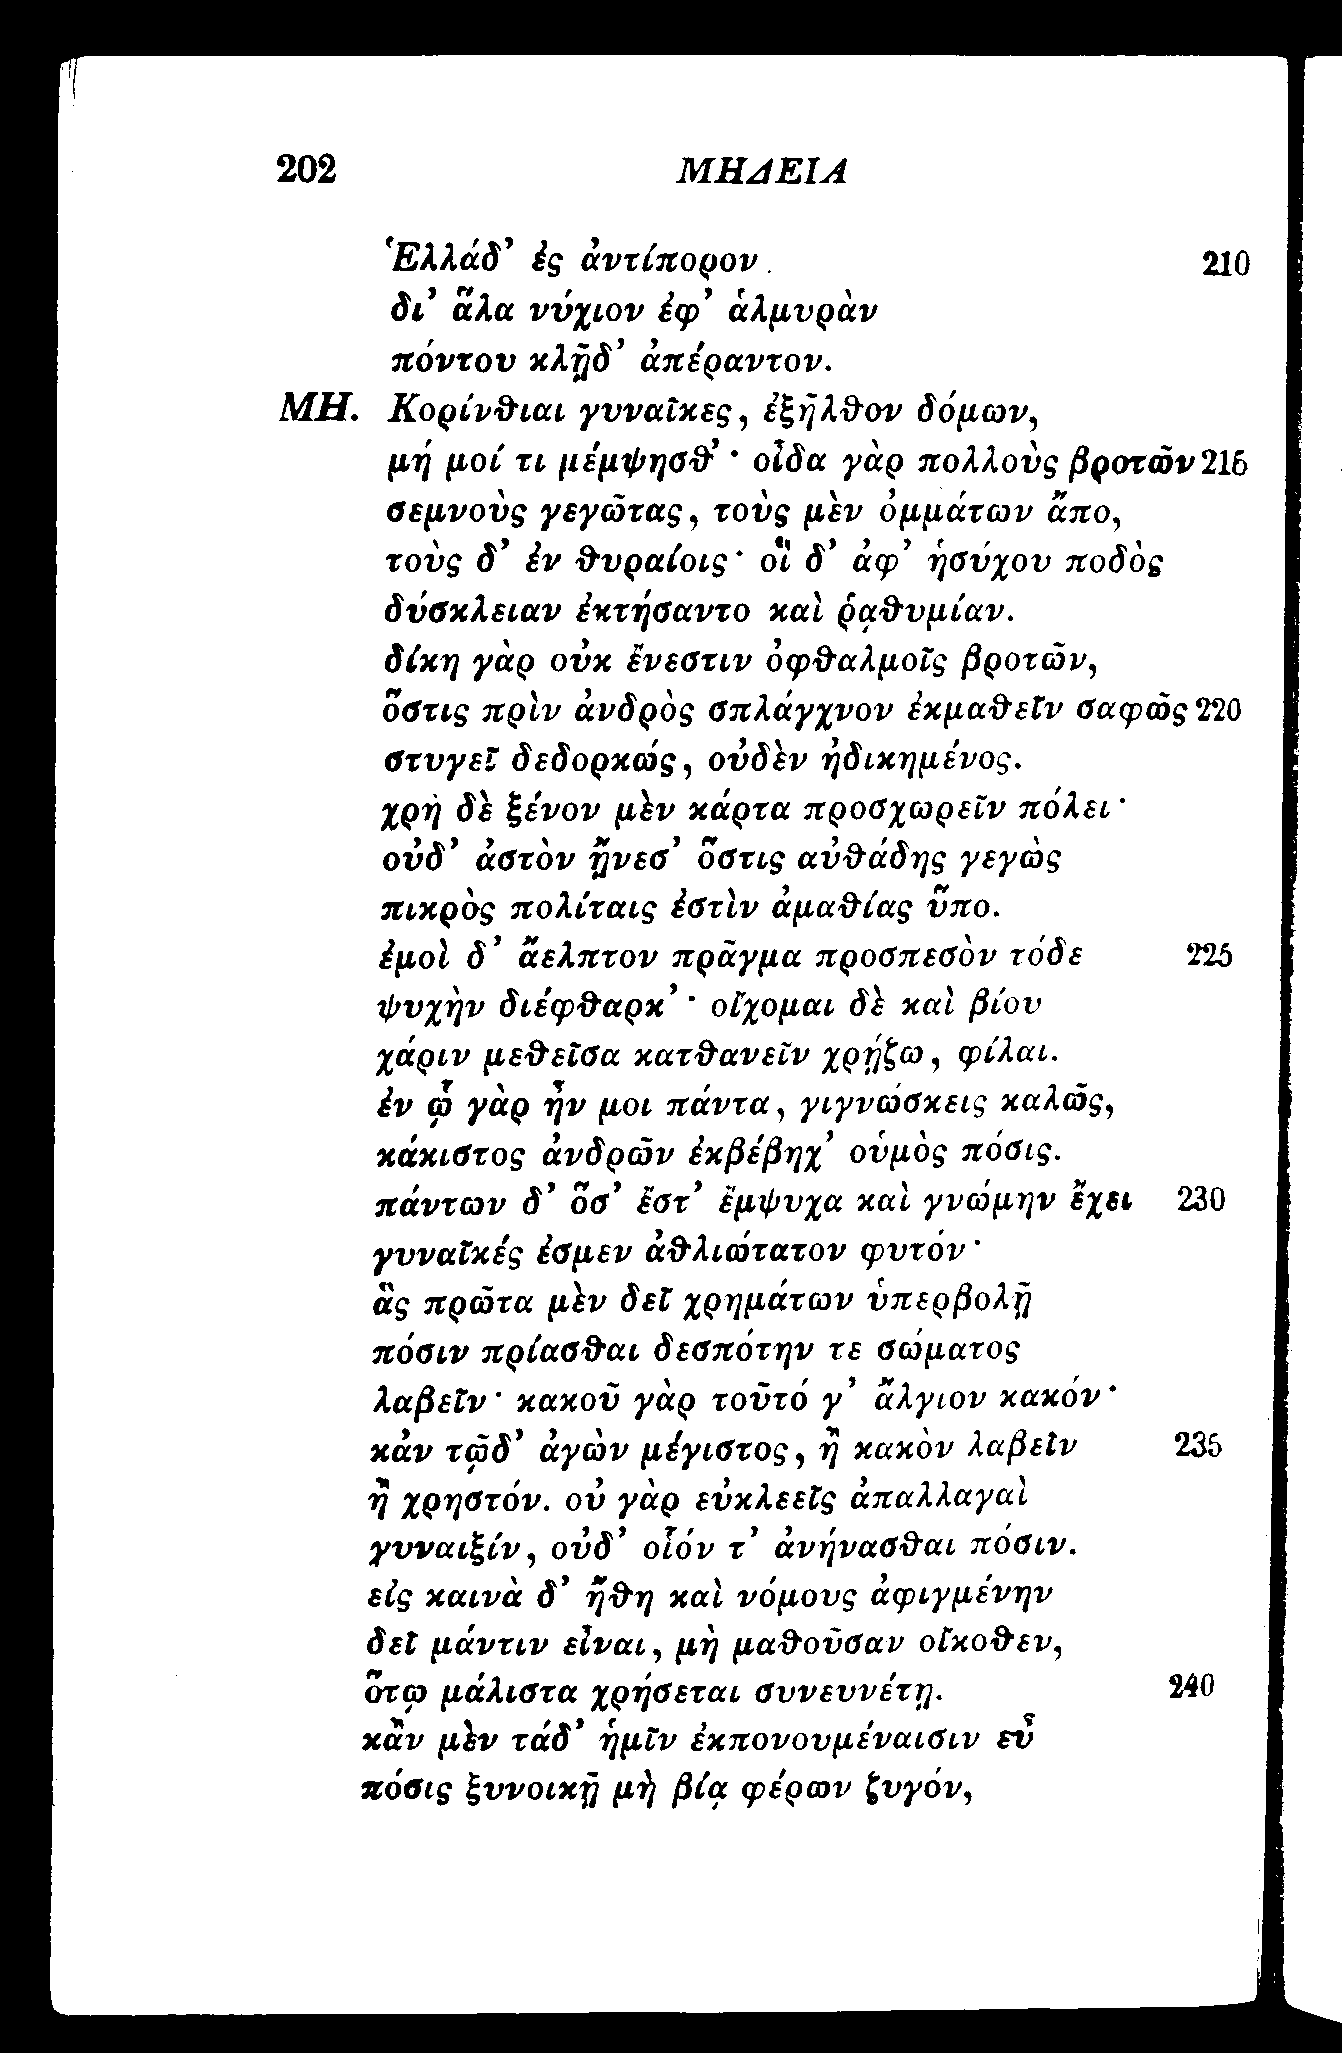 202 ΜΗΔΕΙΑ
Ἑλλάδ’ ἐς ἀντίπορον 210
δι’ ἅλα νύχιον ἐφ’ ἁλμυρὰν
πόντου κλῇδ’ ἀπέραντον.
ΜΗ. Κορίνθιαι γυναῖκες, ἐξῆλθον δόμων,
μή μοί τι μέμψησθ’· οἶδα γὰρ πολλοὺς βροτῶν 215
σεμνοὺς γεγῶτας, τοὺς μὲν ὀμμάτων ἄπο,
τοὺς δ’ ἐν θυραίοις· οἳ δ’ ἀφ’ ἡσύχου ποδὸς
δύσκλειαν ἐκτήσαντο καὶ ῥᾳθυμίαν.
δίκη γὰρ οὐκ ἔνεστιν ὀφθαλμοῖς βροτῶν,
ὅστις πρὶν ἀνδρὸς σπλάγχνον ἐκμαθεῖν σαφῶς 220
στυγεῖ δεδορκώς, οὐδὲν ἠδικημένος.
χρὴ δὲ ξένον μὲν κάρτα προσχωρεῖν πόλει·
οὐδ’ ἀστὸν ᾔνεσ’ ὅστις αὐθάδης γεγὼς
πικρὸς πολίταις ἐστὶν ἀμαθίας ὕπο.
ἐμοὶ δ’ ἄελπτον πρᾶγμα προσπεσὸν τόδε 225
ψυχὴν διέφθαρκ’· οἴχομαι δὲ καὶ βίου
χάριν μεθεῖσα κατθανεῖν χρῄζω, φίλαι.
ἐν ᾧ γὰρ ἦν μοι πάντα, γιγνώσκεις καλῶς,
κάκιστος ἀνδρῶν ἐκβέβηχ’ οὑμὸς πόσις.
πάντων δ’ ὅσ’ ἔστ’ ἔμψυχα καὶ γνώμην ἔχει 230
γυναῖκές ἐσμεν ἀθλιώτατον φυτόν·
ἃς πρῶτα μὲν δεῖ χρημάτων ὑπερβολῇ
πόσιν πρίασθαι δεσπότην τε σώματος
λαβεῖν· κακοῦ γὰρ τοῦτό γ’ ἄλγιον κακόν·
κἀν τῷδ’ ἀγὼν μέγιστος, ἢ κακὸν λαβεῖν 235
ἢ χρηστόν. οὐ γὰρ εὐκλεεῖς ἀπαλλαγαὶ
γυναιξίν, οὐδ’ οἷόν τ’ ἀνήνασθαι πόσιν.
εἰς καινὰ δ’ ἤθη καὶ νόμους ἀφιγμένην
δεῖ μάντιν εἶναι, μὴ μαθοῦσαν οἴκοθεν,
ὅτῳ μάλιστα χρήσεται συνευνέτῃ. 240
κἂν μὲν τάδ’ ἡμῖν ἐκπονουμέναισιν εὖ
πόσις ξυνοικῇ μὴ βίᾳ φέρων ζυγόν,